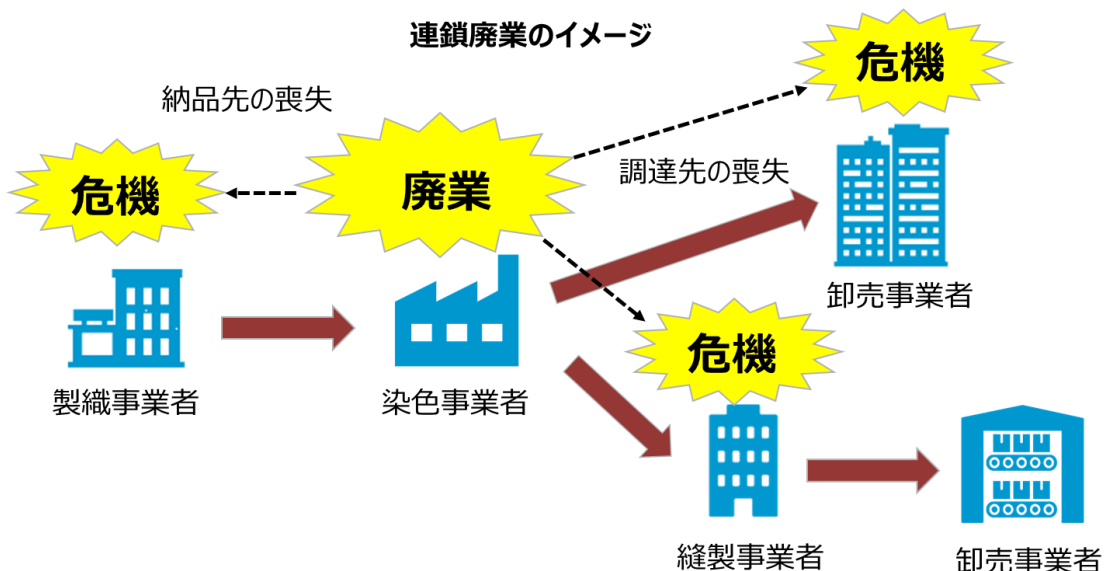 連鎖廃業のイメージ
危機
納品先の喪失
危機
廃業
調達先の喪失
卸売事業者
危機
製織事業者
染色事業者
縫製事業者
卸売事業者